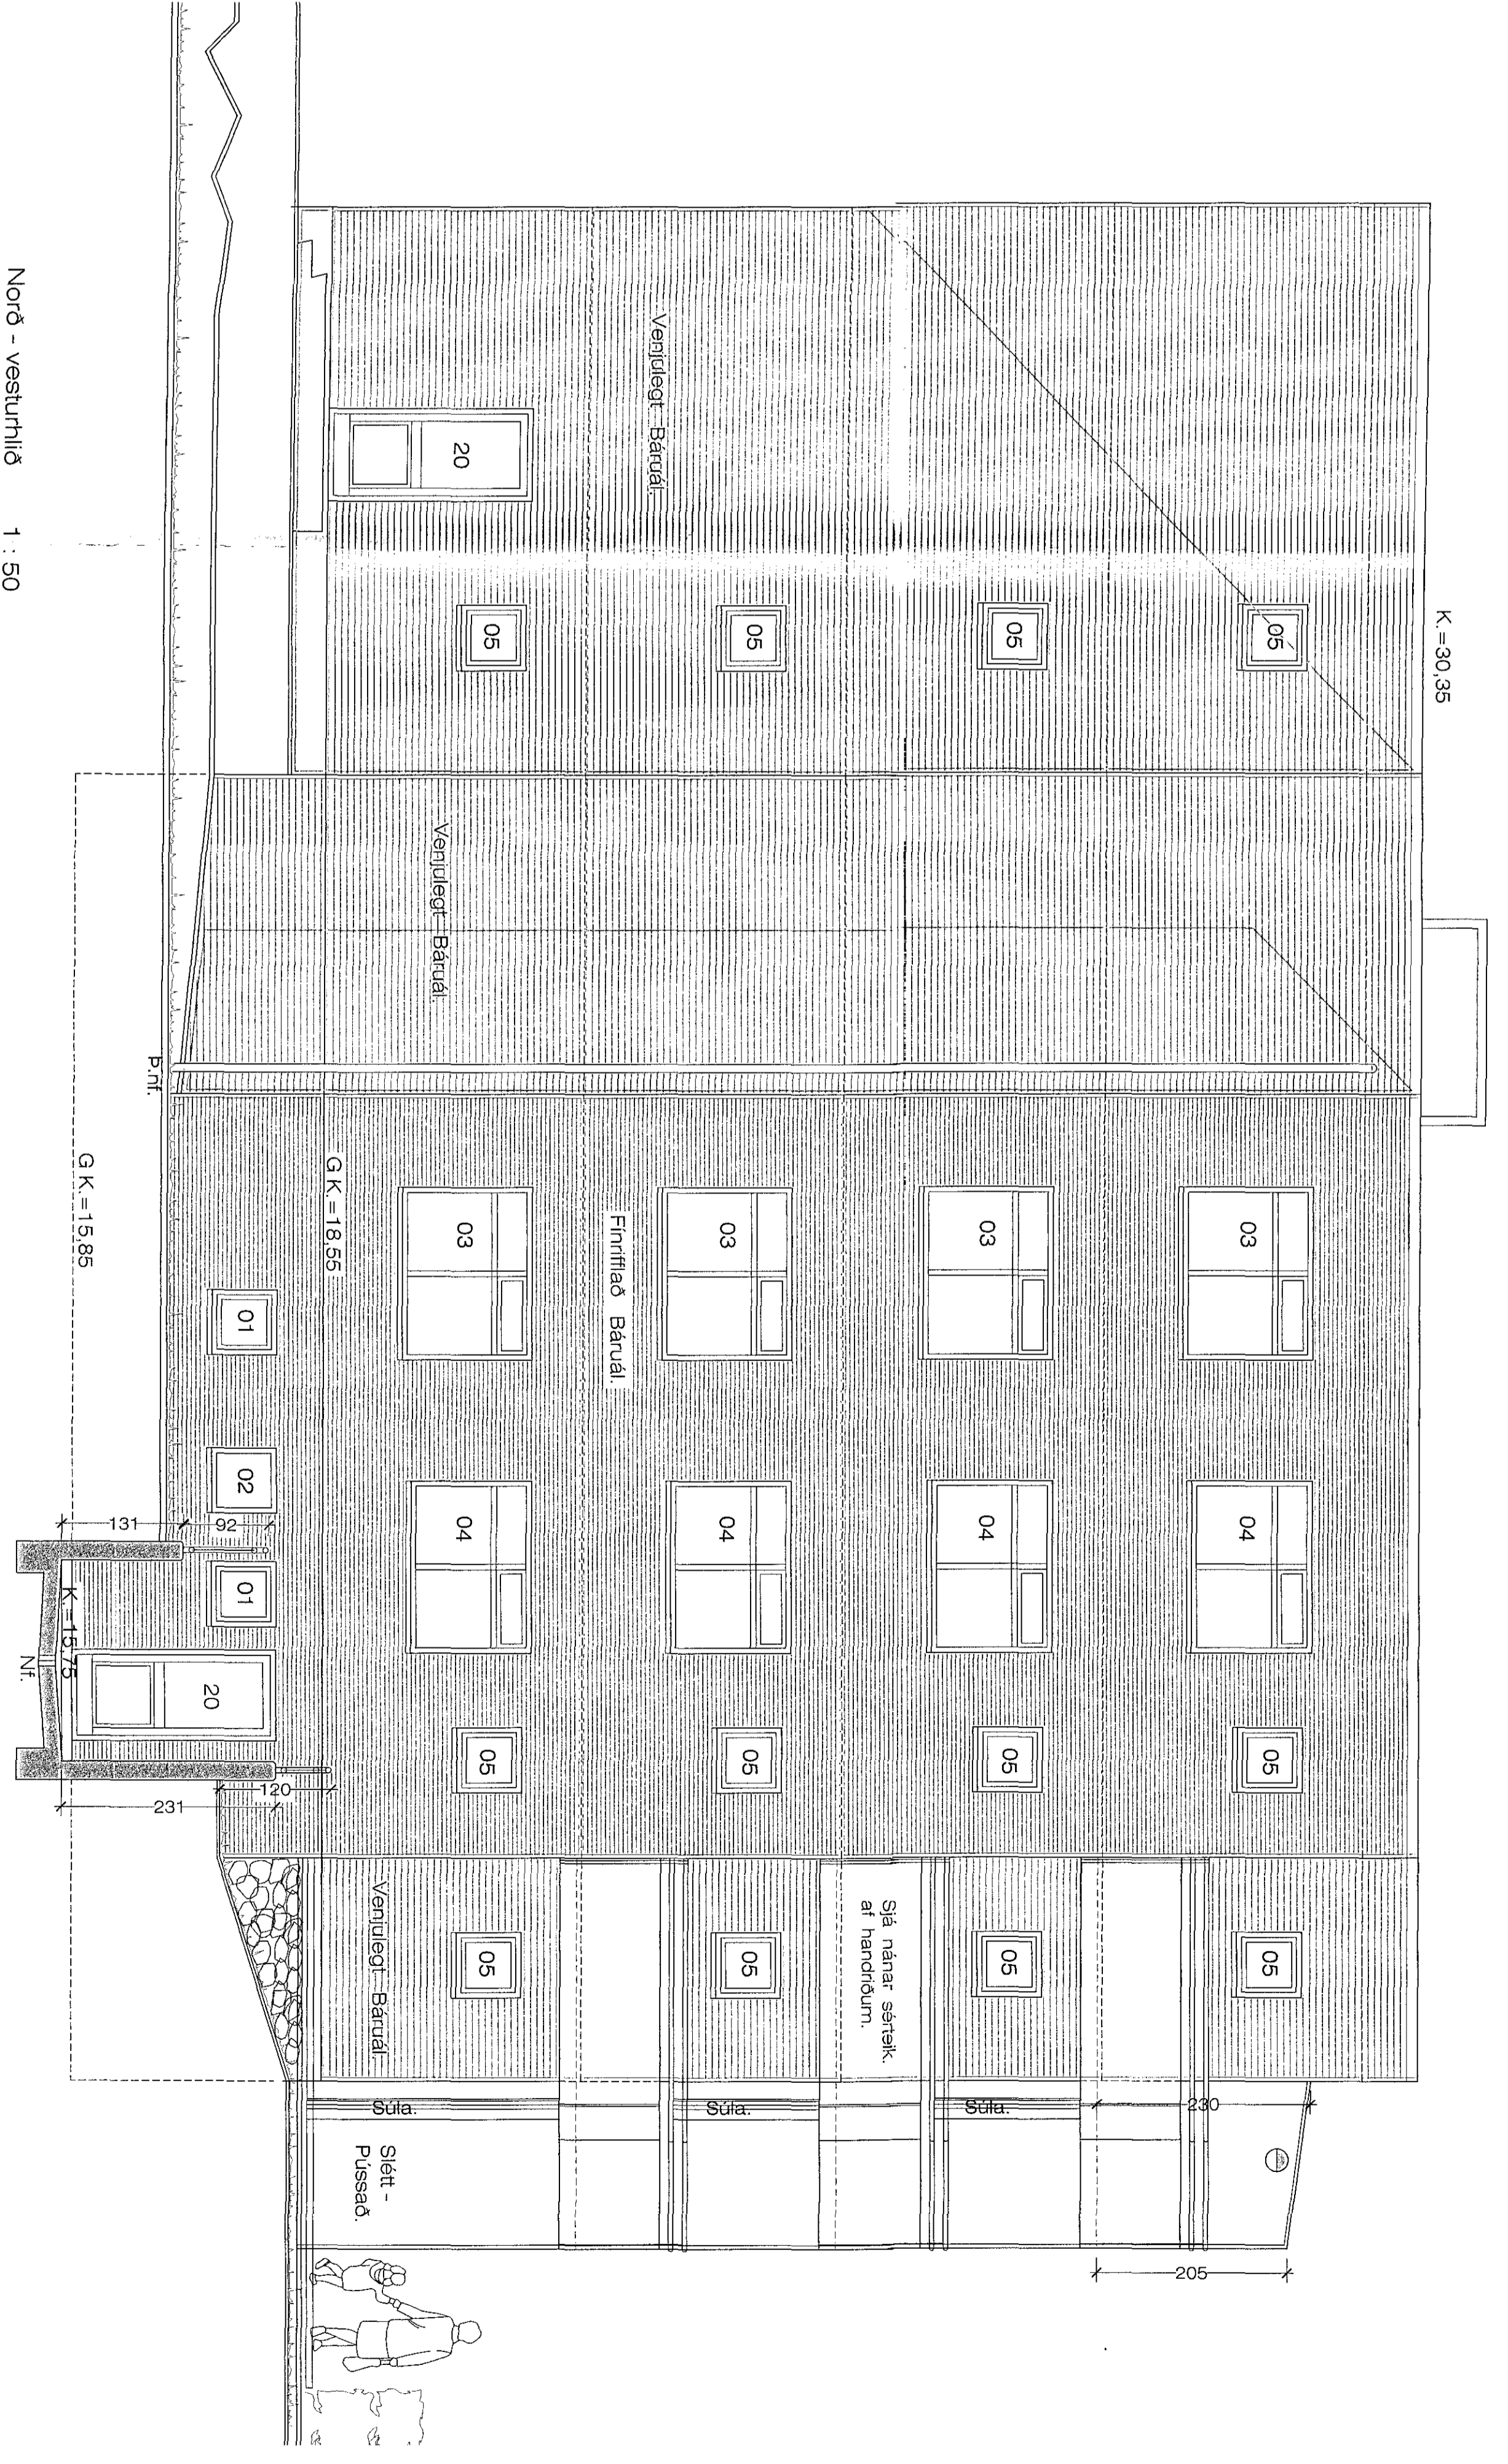 K.=30,35
05
05
05
05
Venjulegt Báruál.
20
Venjulegt Báruál.
Þ.nf.
03
03
03
03
Fínrifflað Báruál.
G K.=18,55
G K.=15,85
01
02
01
04
04
04
04
131
92
K.=15,75
Nf.
20
05
05
05
05
120
231
05
05
05
05
Sjá nánar sérteik.
af handriðum.
Venjulegt Báruál.
Súla.
Súla.
Súla.
230
205
Slétt -
Pússað.
Norð - vesturhlið 1 : 50